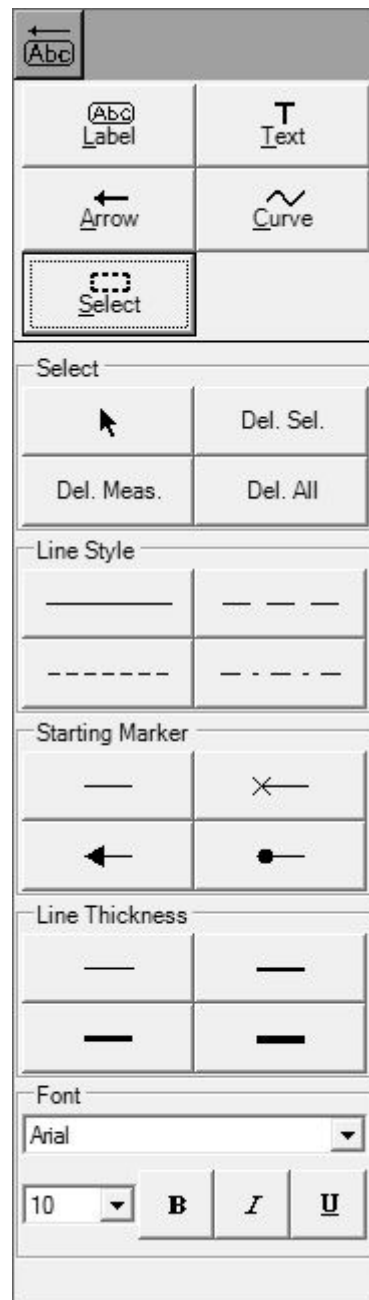 Abc
Abc T
Label Text
Arrow Curve
Select
Select
Del. Sel.
Del. Meas. Del. All
Line Style
Starting Marker
Line Thickness
Font
Arial
10 B I U